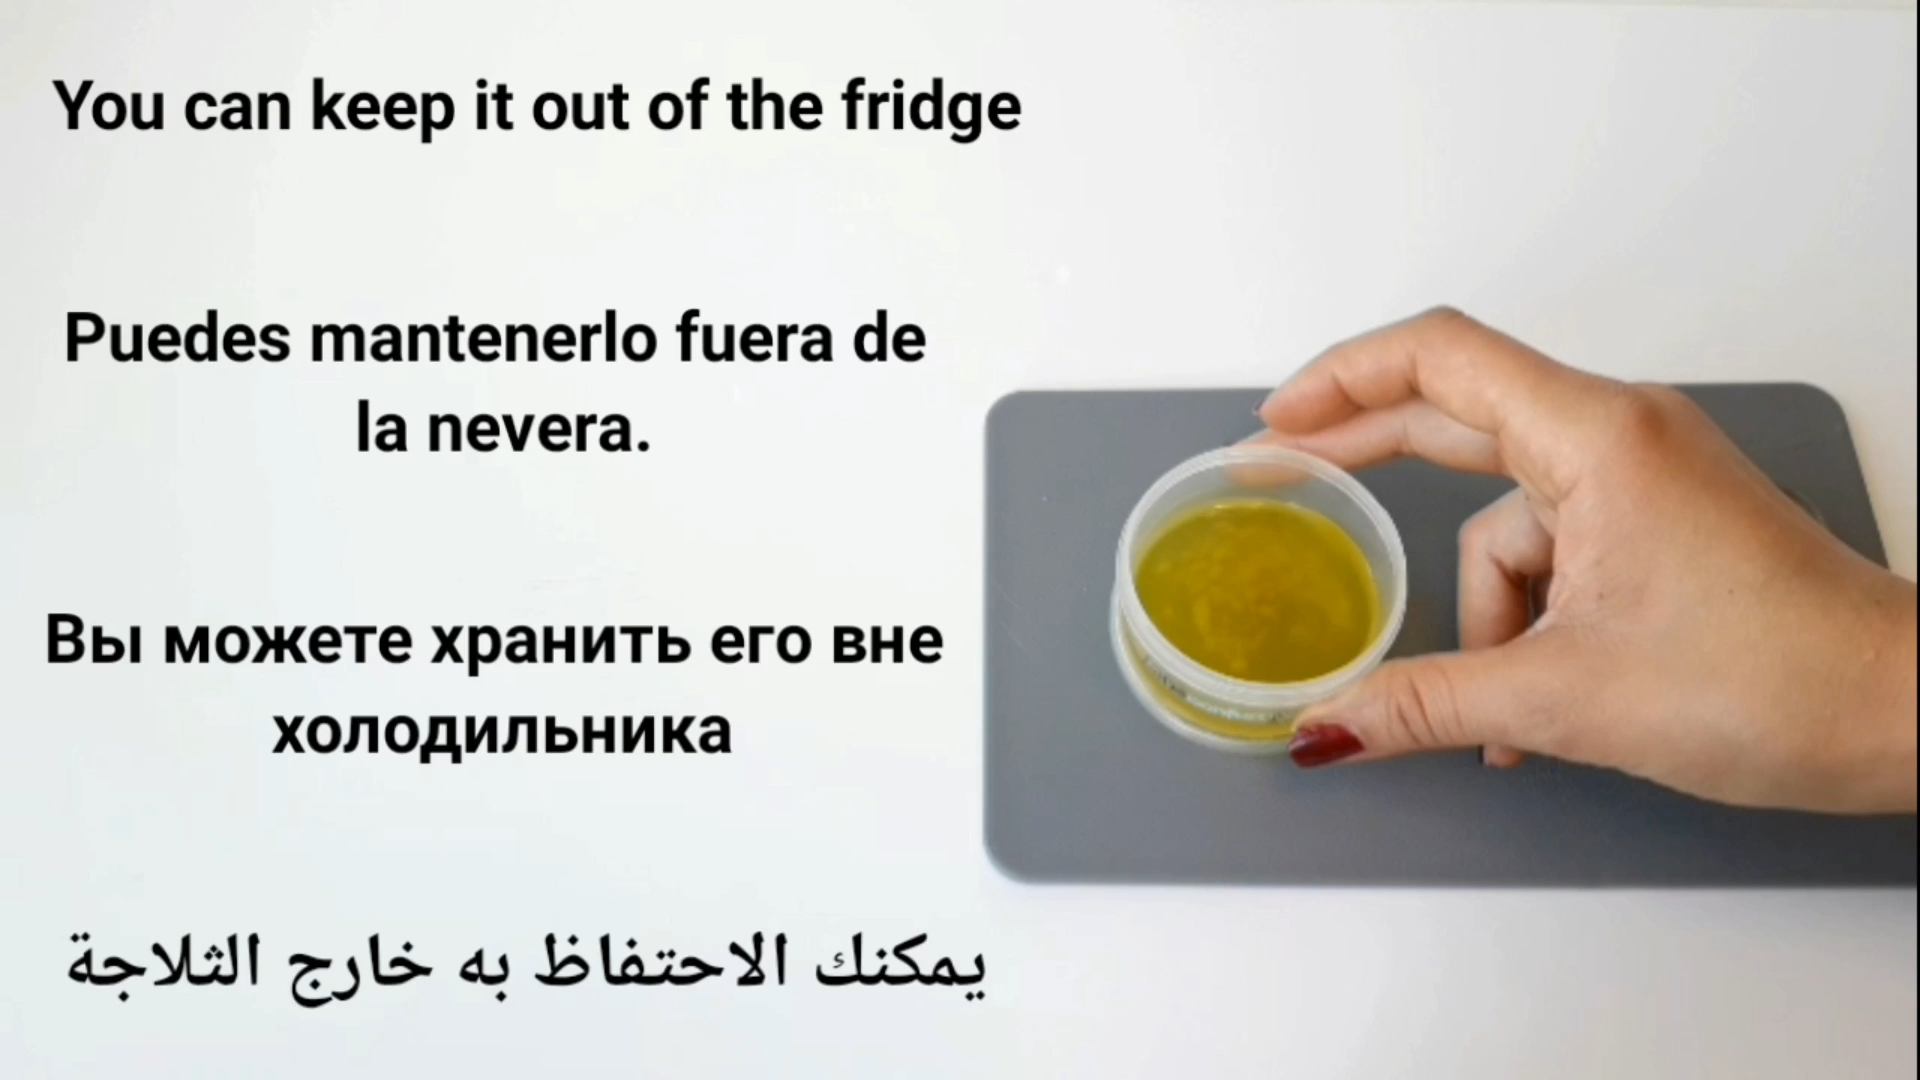 You can keep it out of the fridge
Puedes mantenerlo fuera de
la nevera.
Вы можете хранить его вне
холодильника
يمكنك الاحتفاظ به خارج الثلاجة